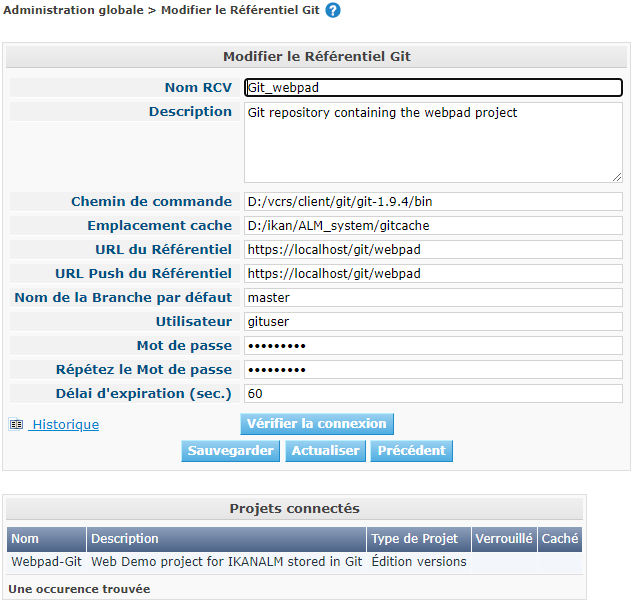 Administration globale > Modifier le Référentiel Git ?
Modifier le Référentiel Git
Nom RCV Git_webpad
Description Git repository containing the webpad project
Chemin de commande D:/vcrs/client/git/git-1.9.4/bin
Emplacement cache D:/ikan/ALM_system/gitcache
URL du Référentiel https://localhost/git/webpad
URL Push du Référentiel https://localhost/git/webpad
Nom de la Branche par défaut master
Utilisateur gituser
Mot de passe •••••••••
Répétez le Mot de passe •••••••••
Délai d'expiration (sec.) 60
Historique Vérifier la connexion
Sauvegarder Actualiser Précédent
Projets connectés
Nom Description Type de Projet Verrouillé Caché
Webpad-Git Web Demo project for IKANALM stored in Git Édition versions
Une occurence trouvée